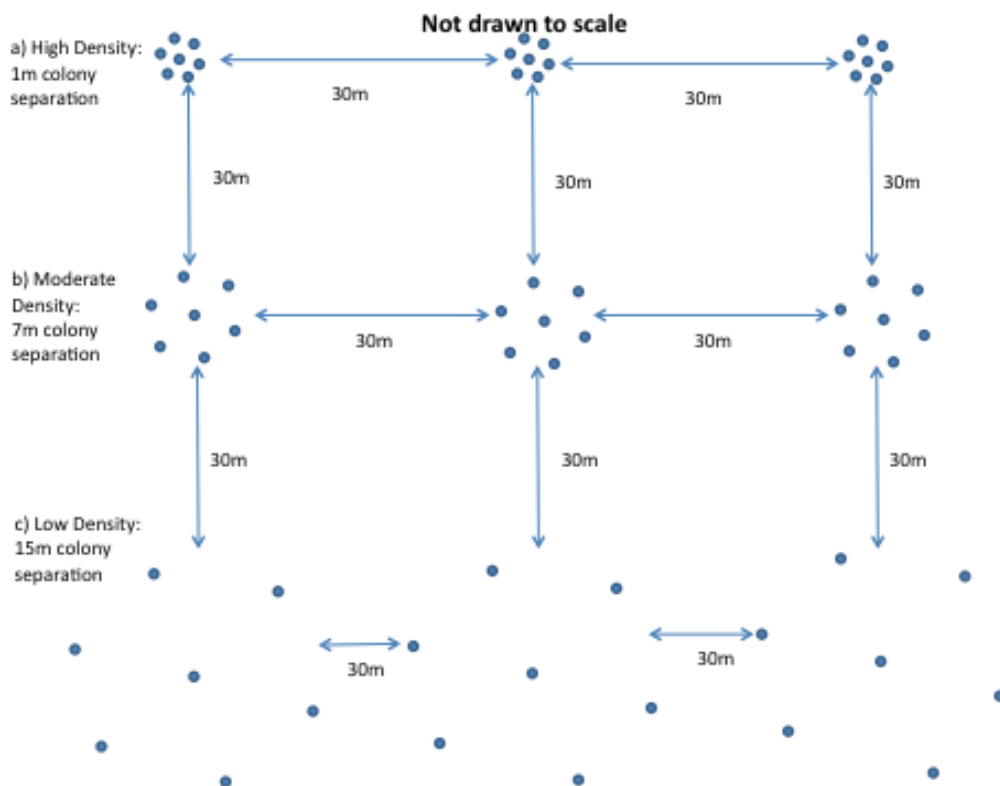 Not drawn to scale
a) High Density:
1m colony
separation
30m
30m
30m
30m
30m
b) Moderate
Density:
7m colony
separation
30m
30m
30m
30m
30m
c) Low Density:
15m colony
separation
30m
30m